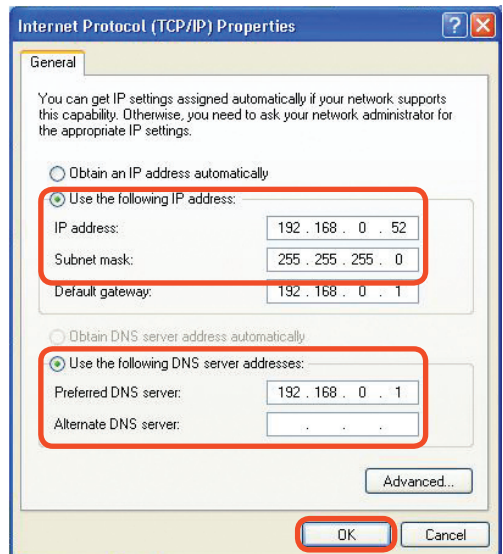 Internet Protocol (TCP/IP) Properties
General
You can get IP settings assigned automatically if your network supports
this capability. Otherwise, you need to ask your network administrator for
the appropriate IP settings.
Obtain an IP address automatically
Use the following IP address:
IP address: 192 . 168 . 0 . 52
Subnet mask: 255 . 255 . 255 . 0
Default gateway: 192 . 168 . 0 . 1
Obtain DNS server address automatically
Use the following DNS server addresses:
Preferred DNS server: 192 . 168 . 0 . 1
Alternate DNS server: . . .
Advanced...
OK Cancel